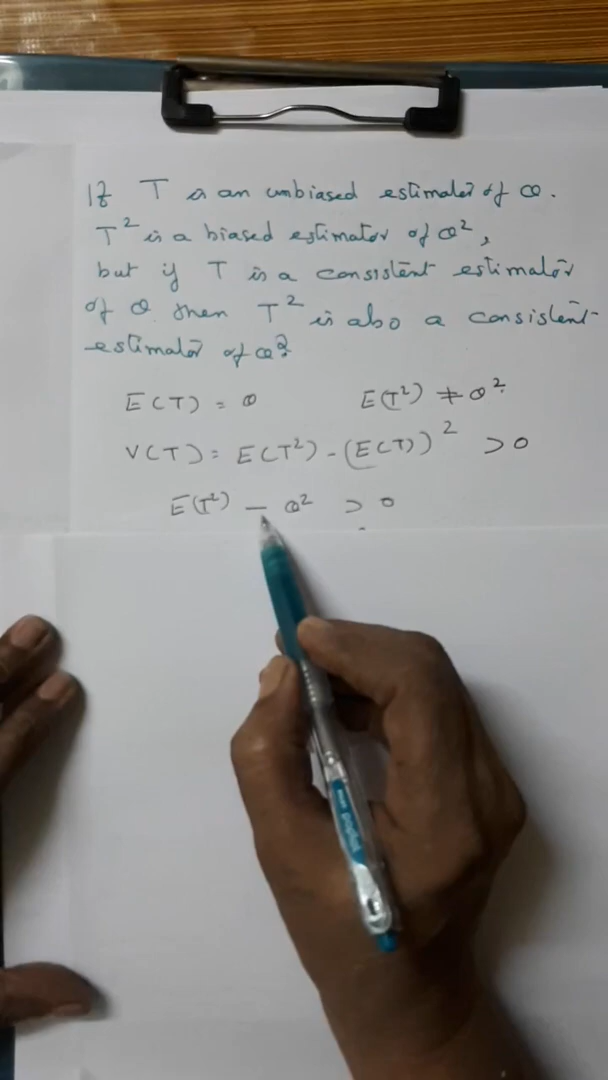 If T is an unbiased estimator of θ.
T² is a biased estimator of θ²,
but if T is a consistent estimator
of θ then T² is also a consistent
estimator of θ²
E(T) = θ E(T²) ≠ θ²
V(T) = E(T²) - (E(T))² > 0
E(T²) - θ² > 0